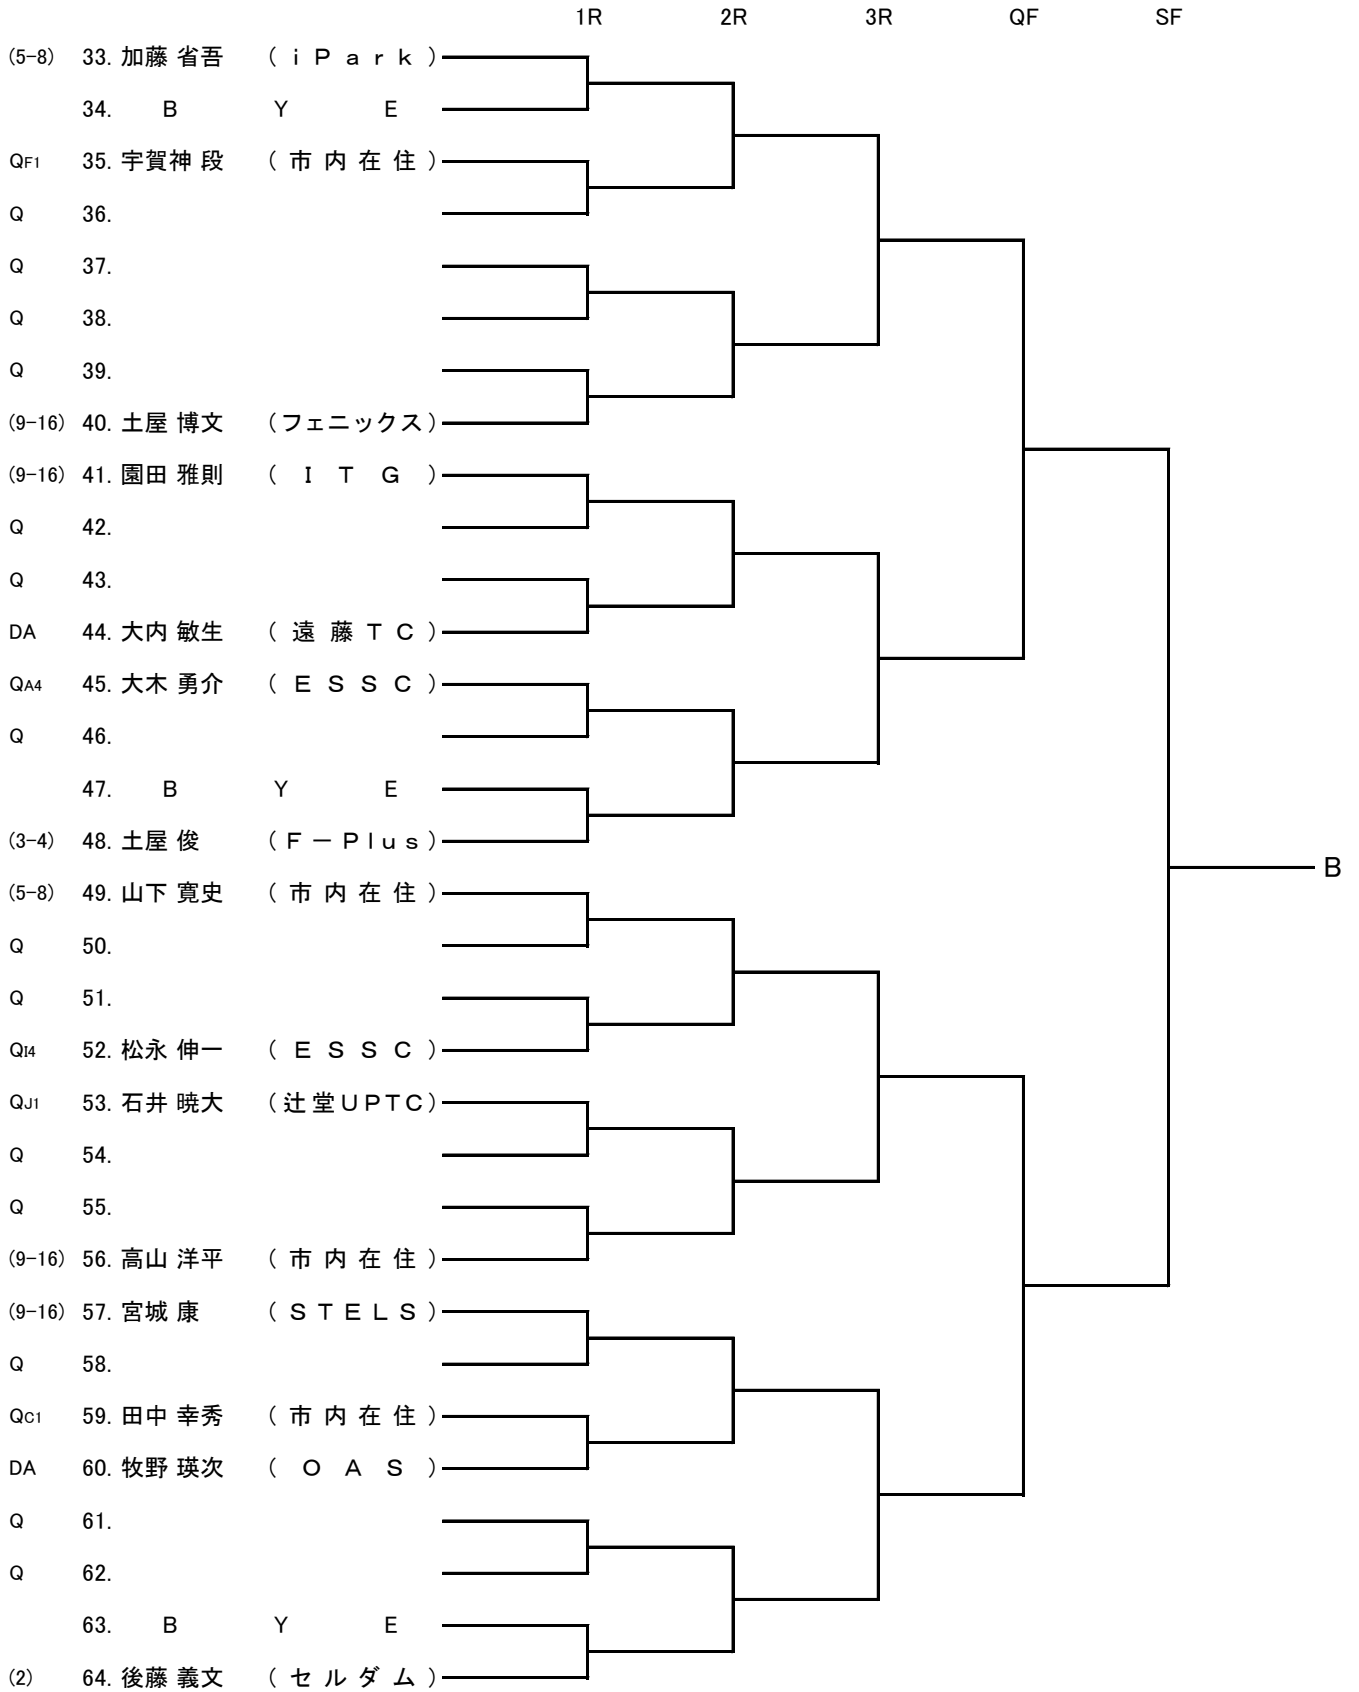 1R 2R 3R QF SF
(5-8) 33. 加藤 省吾 (iPark)
34. BYE
QF1 35. 宇賀神 段 (市内在住)
Q 36.
Q 37.
Q 38.
Q 39.
(9-16) 40. 土屋 博文 (フェニックス)
(9-16) 41. 園田 雅則 (ITG)
Q 42.
Q 43.
DA 44. 大内 敏生 (遠藤TC)
QA4 45. 大木 勇介 (ESSC)
Q 46.
47. BYE
(3-4) 48. 土屋 俊 (F-Plus)
B
(5-8) 49. 山下 寛史 (市内在住)
Q 50.
Q 51.
QI4 52. 松永 伸一 (ESSC)
QJ1 53. 石井 暁大 (辻堂UPTC)
Q 54.
Q 55.
(9-16) 56. 高山 洋平 (市内在住)
(9-16) 57. 宮城 康 (STELS)
Q 58.
QC1 59. 田中 幸秀 (市内在住)
DA 60. 牧野 瑛次 (OAS)
Q 61.
Q 62.
63. BYE
(2) 64. 後藤 義文 (セルダム)